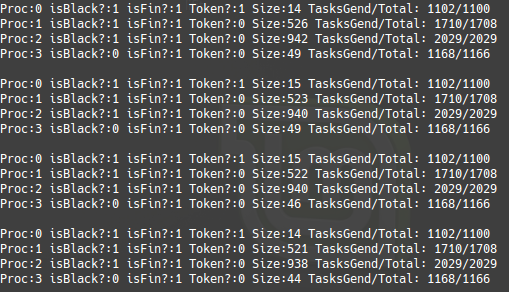 Proc:0 isBlack?:1 isFin?:1 Token?:1 Size:14 TasksGend/Total: 1102/1100
Proc:1 isBlack?:1 isFin?:1 Token?:0 Size:526 TasksGend/Total: 1710/1708
Proc:2 isBlack?:1 isFin?:1 Token?:0 Size:942 TasksGend/Total: 2029/2029
Proc:3 isBlack?:0 isFin?:1 Token?:0 Size:49 TasksGend/Total: 1168/1166
Proc:0 isBlack?:1 isFin?:1 Token?:0 Size:15 TasksGend/Total: 1102/1100
Proc:1 isBlack?:1 isFin?:1 Token?:0 Size:523 TasksGend/Total: 1710/1708
Proc:2 isBlack?:1 isFin?:1 Token?:0 Size:940 TasksGend/Total: 2029/2029
Proc:3 isBlack?:0 isFin?:1 Token?:0 Size:49 TasksGend/Total: 1168/1166
Proc:0 isBlack?:1 isFin?:1 Token?:0 Size:15 TasksGend/Total: 1102/1100
Proc:1 isBlack?:1 isFin?:1 Token?:0 Size:522 TasksGend/Total: 1710/1708
Proc:2 isBlack?:1 isFin?:1 Token?:0 Size:940 TasksGend/Total: 2029/2029
Proc:3 isBlack?:0 isFin?:1 Token?:0 Size:46 TasksGend/Total: 1168/1166
Proc:0 isBlack?:1 isFin?:1 Token?:0 Size:14 TasksGend/Total: 1102/1100
Proc:1 isBlack?:1 isFin?:1 Token?:0 Size:521 TasksGend/Total: 1710/1708
Proc:2 isBlack?:1 isFin?:1 Token?:0 Size:938 TasksGend/Total: 2029/2029
Proc:3 isBlack?:0 isFin?:1 Token?:0 Size:44 TasksGend/Total: 1168/1166